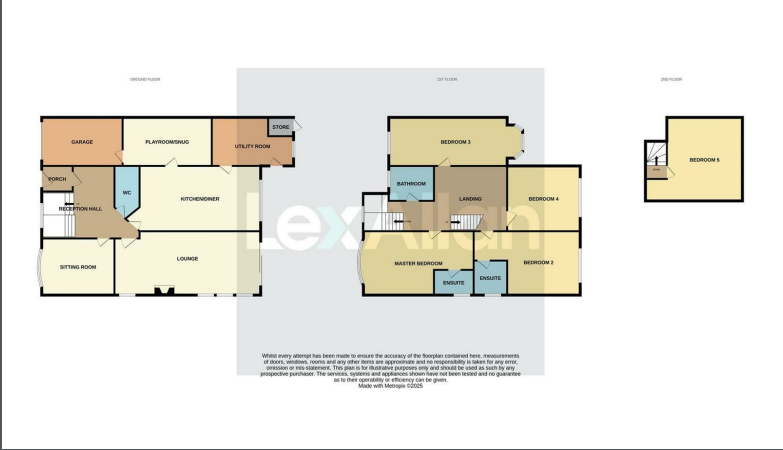 GROUND FLOOR
1ST FLOOR
2ND FLOOR
GARAGE
PLAYROOM/SNUG
UTILITY ROOM
STORE
PORCH
WC
KITCHEN/DINER
RECEPTION HALL
SITTING ROOM
LOUNGE
BEDROOM 3
BATHROOM
LANDING
BEDROOM 4
MASTER BEDROOM
ENSUITE
ENSUITE
BEDROOM 2
BEDROOM 5
LexAllan
Whilst every attempt has been made to ensure the accuracy of the floorplan contained here, measurements
of doors, windows, rooms and any other items are approximate and no responsibility is taken for any error,
omission or mis-statement. This plan is for illustrative purposes only and should be used as such by any
prospective purchaser. The services, systems and appliances shown have not been tested and no guarantee
as to their operability or efficiency can be given.
Made with Metropix ©2025